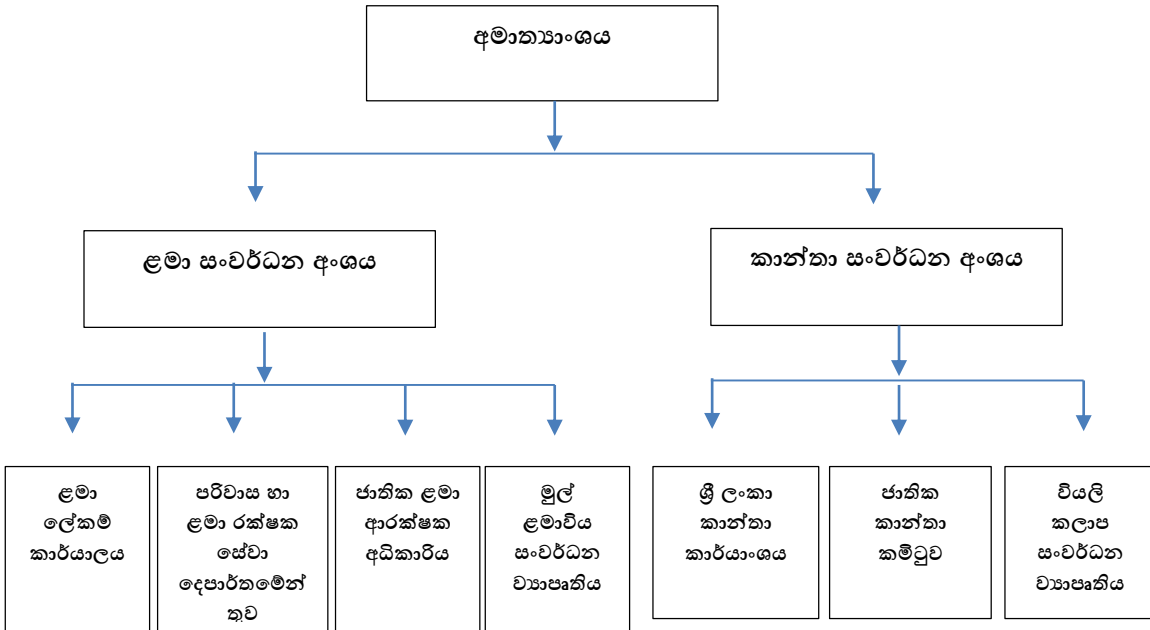 අමාත්‍යාංශය
ළමා සංවර්ධන අංශය
කාන්තා සංවර්ධන අංශය
ළමා
ලේකම්
කාර්යාලය
පරිවාස හා
ළමා රක්ෂක
සේවා
දෙපාර්තමේන්
තුව
ජාතික ළමා
ආරක්ෂක
අධිකාරිය
මුල්
ළමාවිය
සංවර්ධන
ව්‍යාපෘතිය
ශ්‍රී ලංකා
කාන්තා
කාර්යාංශය
ජාතික
කාන්තා
කමිටුව
වියලි
කලාප
සංවර්ධන
ව්‍යාපෘතිය